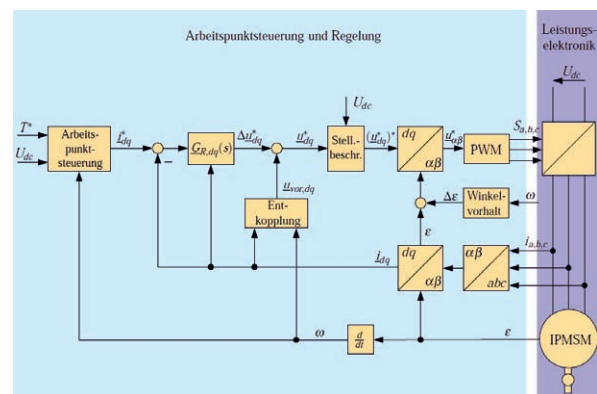 Arbeitspunktsteuerung und Regelung
Leistungs-
elektronik
U_dc
U_dc
T*
U_dc
Arbeits-
punkt-
steuerung
i*_dq
−
G_R,dq(s)
Δu*_dq
u*_dq
Stell.-
beschr.
(u*_dq)*
dq
αβ
u*_αβ
PWM
S_a,b,c
u_vor,dq
Ent-
kopplung
Δε
Winkel-
vorhalt
ω
ε
i_dq
dq
αβ
αβ
abc
i_a,b,c
ω
d/dt
ε
IPMSM